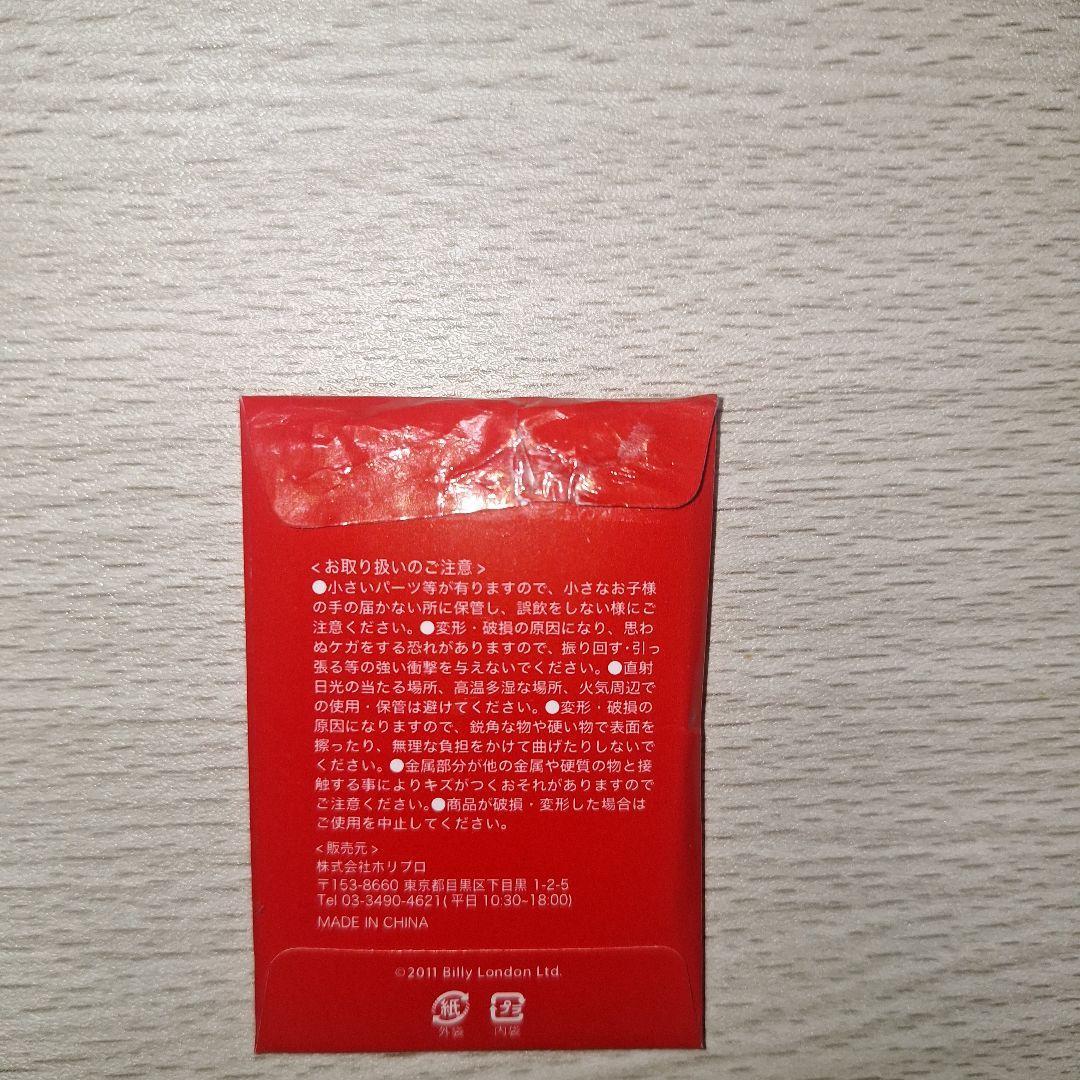 <お取り扱いのご注意>
●小さいパーツ等が有りますので、小さなお子様
の手の届かない所に保管し、誤飲をしない様にご
注意ください。●変形・破損の原因になり、思わ
ぬケガをする恐れがありますので、振り回す・引っ
張る等の強い衝撃を与えないでください。●直射
日光の当たる場所、高温多湿な場所、火気周辺で
の使用・保管は避けてください。●変形・破損の
原因になりますので、鋭角な物や硬い物で表面を
擦ったり、無理な負担をかけて曲げたりしないで
ください。●金属部分が他の金属や硬質の物と接
触する事によりキズがつくおそれがありますので
ご注意ください。●商品が破損・変形した場合は
ご使用を中止してください。
<販売元>
株式会社ホリプロ
〒153-8660 東京都目黒区下目黒 1-2-5
Tel 03-3490-4621(平日 10:30~18:00)
MADE IN CHINA
©2011 Billy London Ltd.
紙 プラ
外袋 内袋